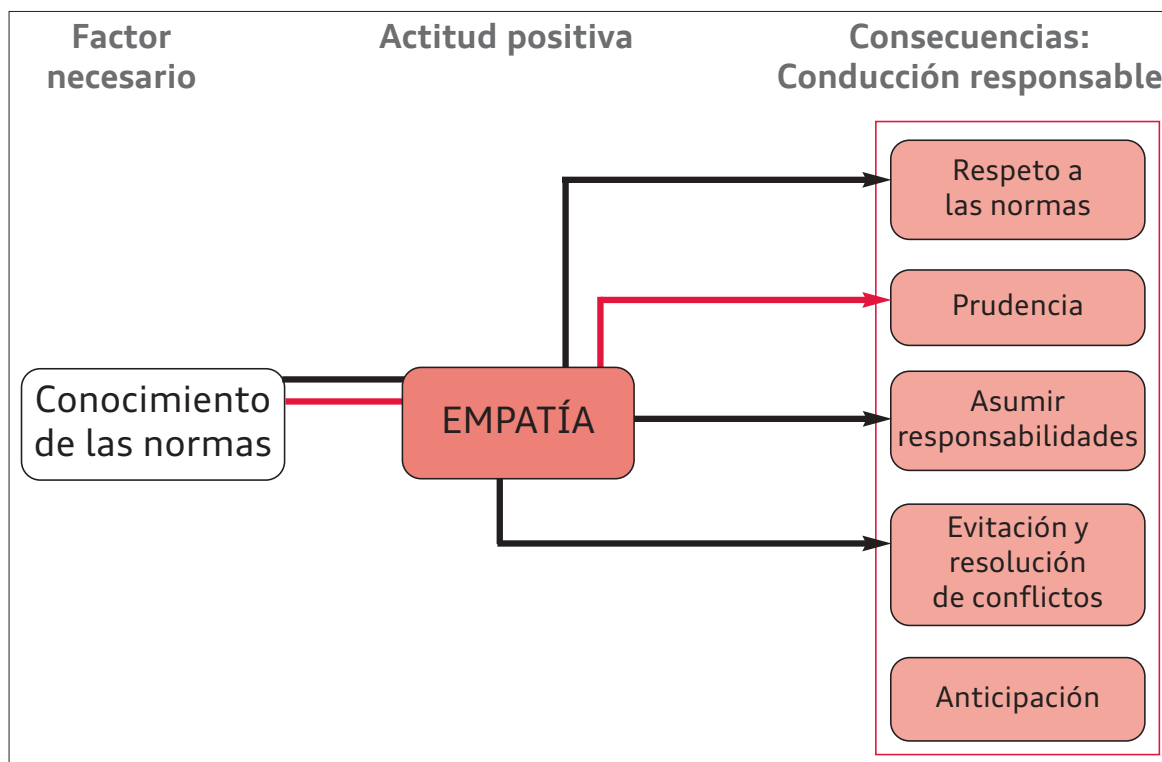 Factor
necesario
Actitud positiva
Consecuencias:
Conducción responsable
Conocimiento
de las normas
EMPATÍA
Respeto a
las normas
Prudencia
Asumir
responsabilidades
Evitación y
resolución
de conflictos
Anticipación